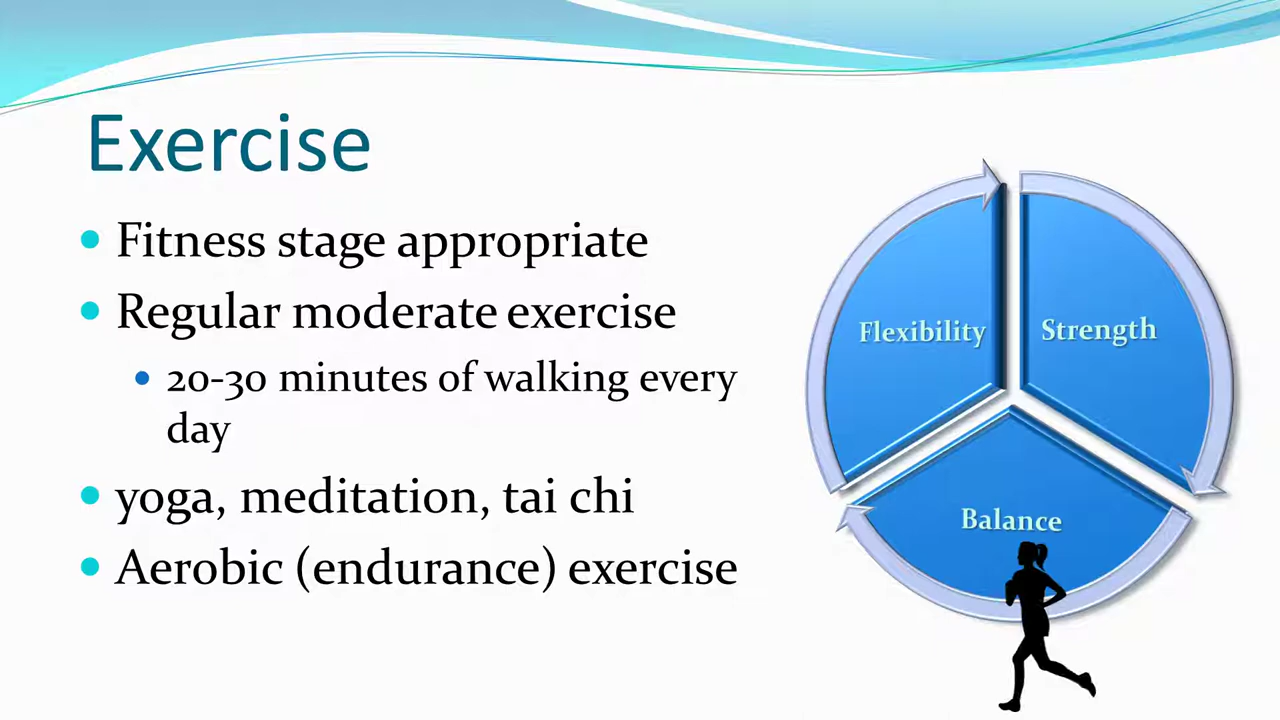 Exercise
Fitness stage appropriate
Regular moderate exercise
20-30 minutes of walking every
day
yoga, meditation, tai chi
Aerobic (endurance) exercise
Flexibility
Strength
Balance